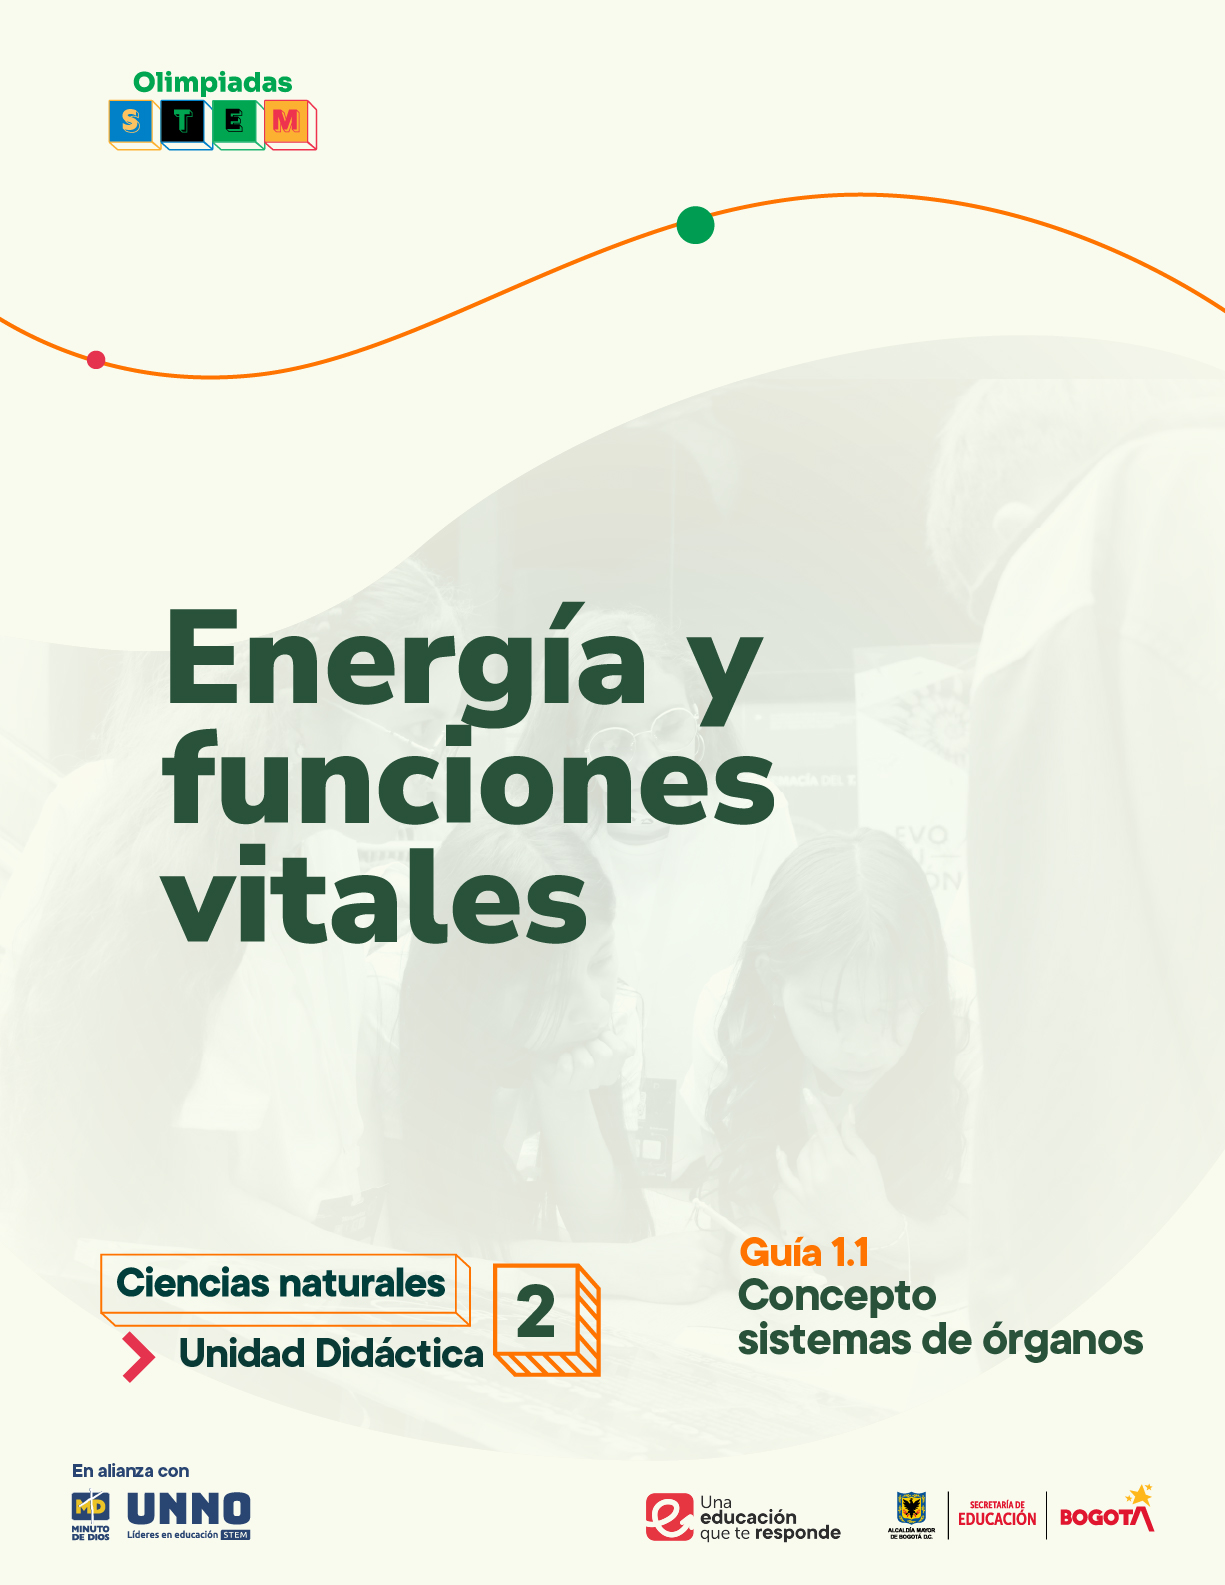 Olimpiadas
STEM
Energía y
funciones
vitales
Ciencias naturales
Unidad Didáctica
2
Guía 1.1
Concepto
sistemas de órganos
En alianza con
MD
MINUTO
DE DIOS
UNNO
Líderes en educación STEM
Una
educación
que te responde
ALCALDÍA MAYOR
DE BOGOTÁ D.C.
SECRETARÍA DE
EDUCACIÓN
BOGOTÁ